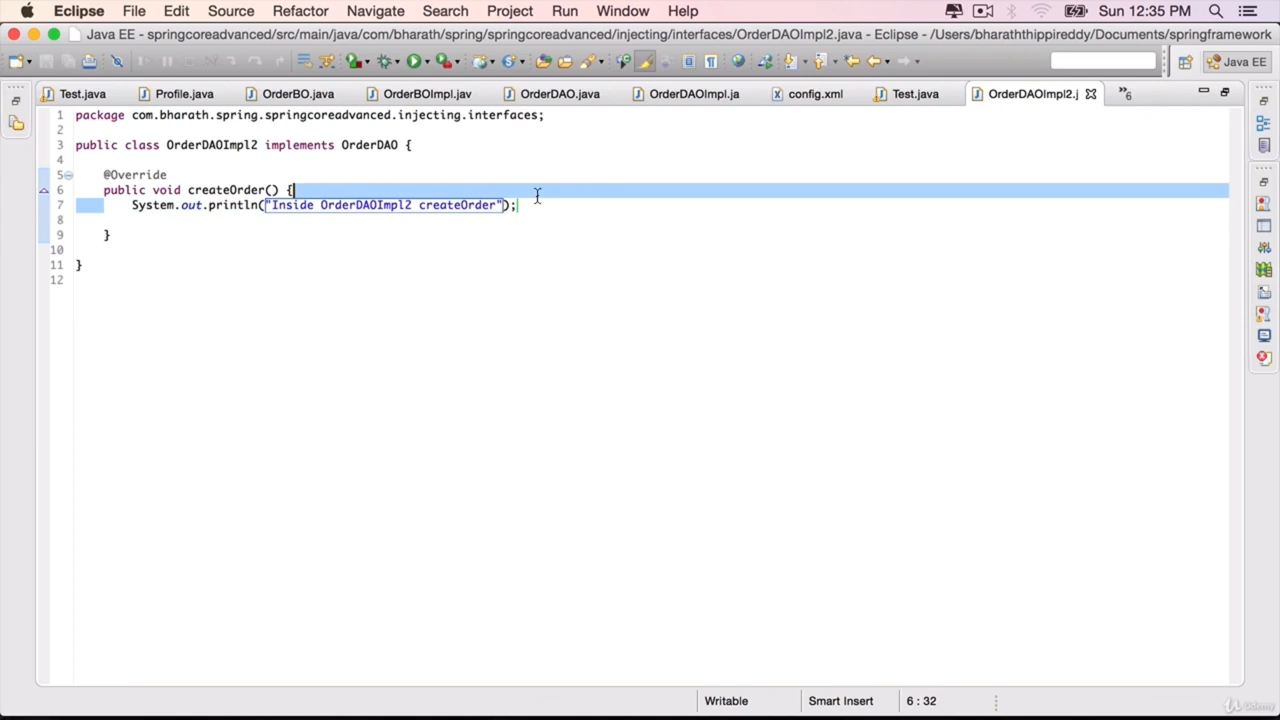 Eclipse File Edit Source Refactor Navigate Search Project Run Window Help Sun 12:35 PM
Java EE - springcoreadvanced/src/main/java/com/bharath/spring/springcoreadvanced/injecting/interfaces/OrderDAOImpl2.java - Eclipse - /Users/bharaththippireddy/Documents/springframework
Java EE
Test.java Profile.java OrderBO.java OrderBOImpl.jav OrderDAO.java OrderDAOImpl.ja config.xml Test.java OrderDAOImpl2.j »6
1 package com.bharath.spring.springcoreadvanced.injecting.interfaces;
2
3 public class OrderDAOImpl2 implements OrderDAO {
4
5 @Override
6 public void createOrder() {
7 System.out.println("Inside OrderDAOImpl2 createOrder");
8
9 }
10
11 }
12
Writable Smart Insert 6 : 32
Udemy